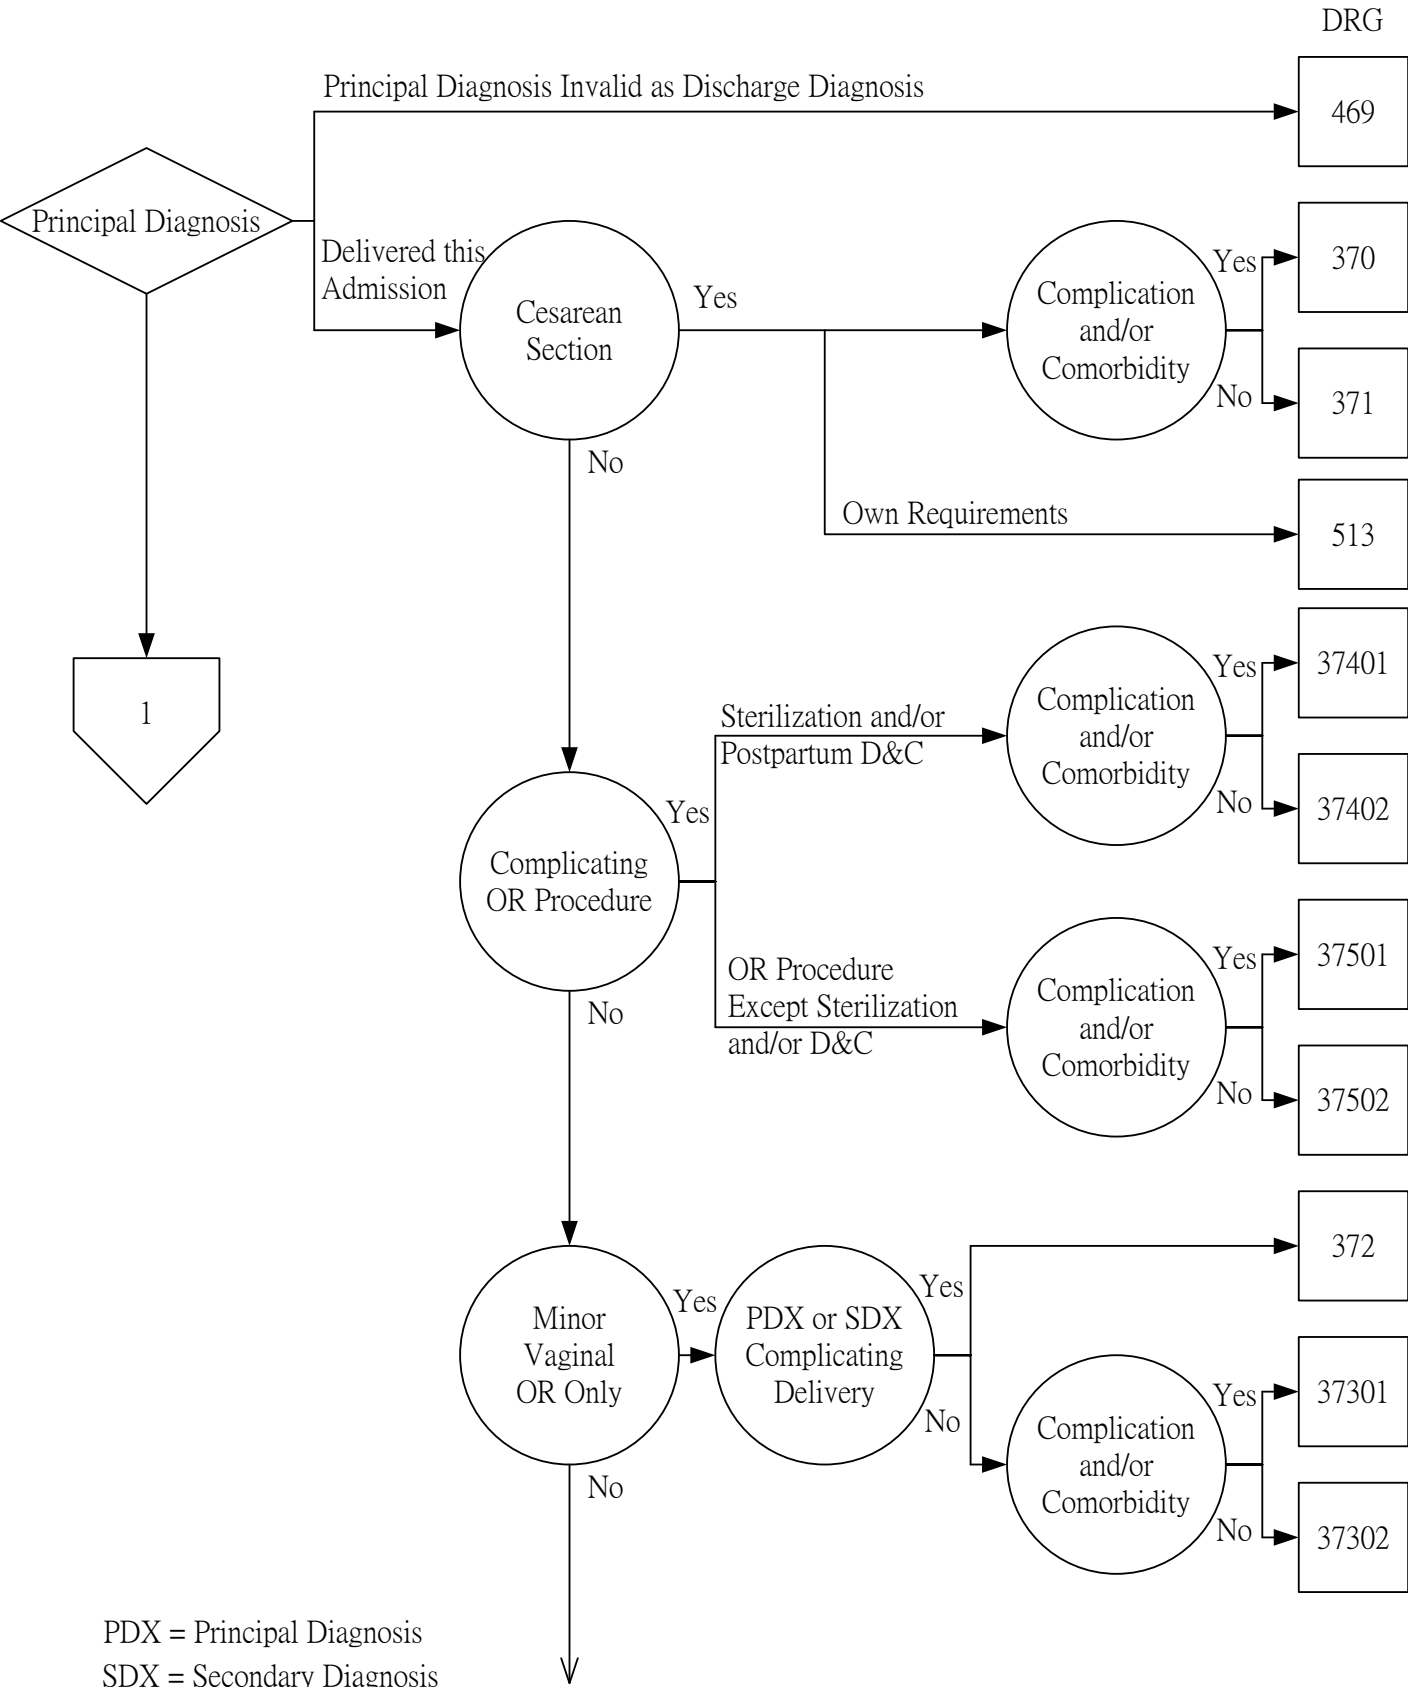 DRG
Principal Diagnosis Invalid as Discharge Diagnosis
469
Principal Diagnosis
Delivered this
Admission
Cesarean
Section
Yes
Complication
and/or
Comorbidity
Yes
370
No
371
No
Own Requirements
513
1
Sterilization and/or
Postpartum D&C
Complication
and/or
Comorbidity
Yes
37401
No
37402
Complicating
OR Procedure
Yes
OR Procedure
Except Sterilization
and/or D&C
Complication
and/or
Comorbidity
Yes
37501
No
37502
No
Minor
Vaginal
OR Only
Yes
PDX or SDX
Complicating
Delivery
Yes
372
No
Complication
and/or
Comorbidity
Yes
37301
No
37302
No
PDX = Principal Diagnosis
SDX = Secondary Diagnosis